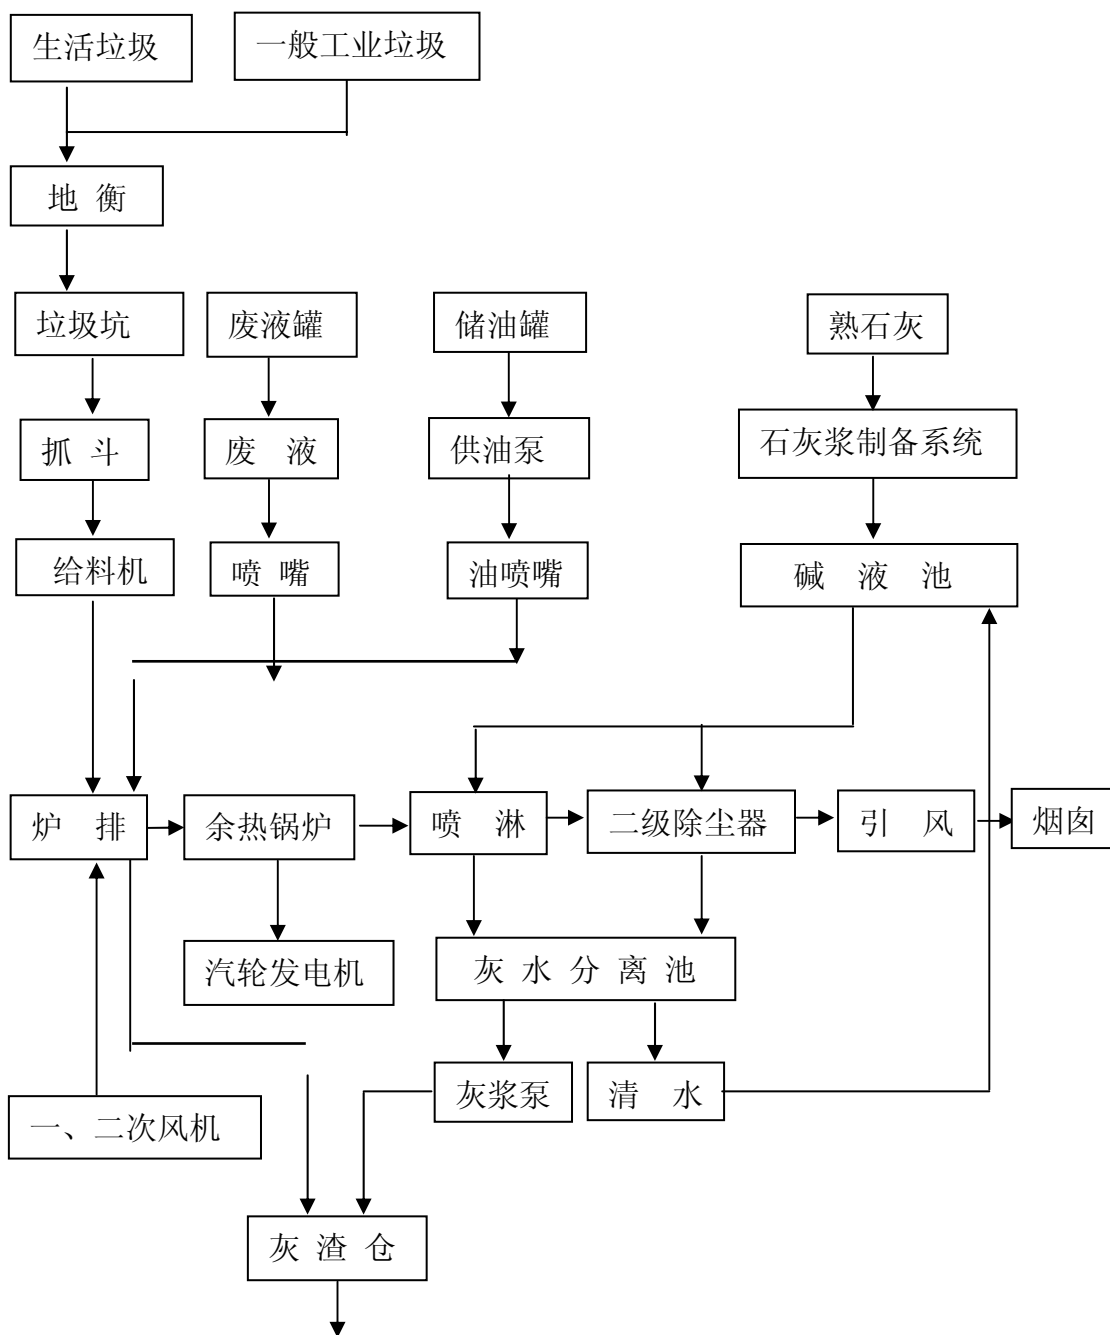 生活垃圾
一般工业垃圾
地 衡
垃圾坑
废液罐
储油罐
熟石灰
抓 斗
废 液
供油泵
石灰浆制备系统
给料机
喷 嘴
油喷嘴
碱 液 池
炉 排
余热锅炉
喷 淋
二级除尘器
引 风
烟囱
汽轮发电机
灰 水 分 离 池
灰浆泵
清 水
一、二次风机
灰 渣 仓